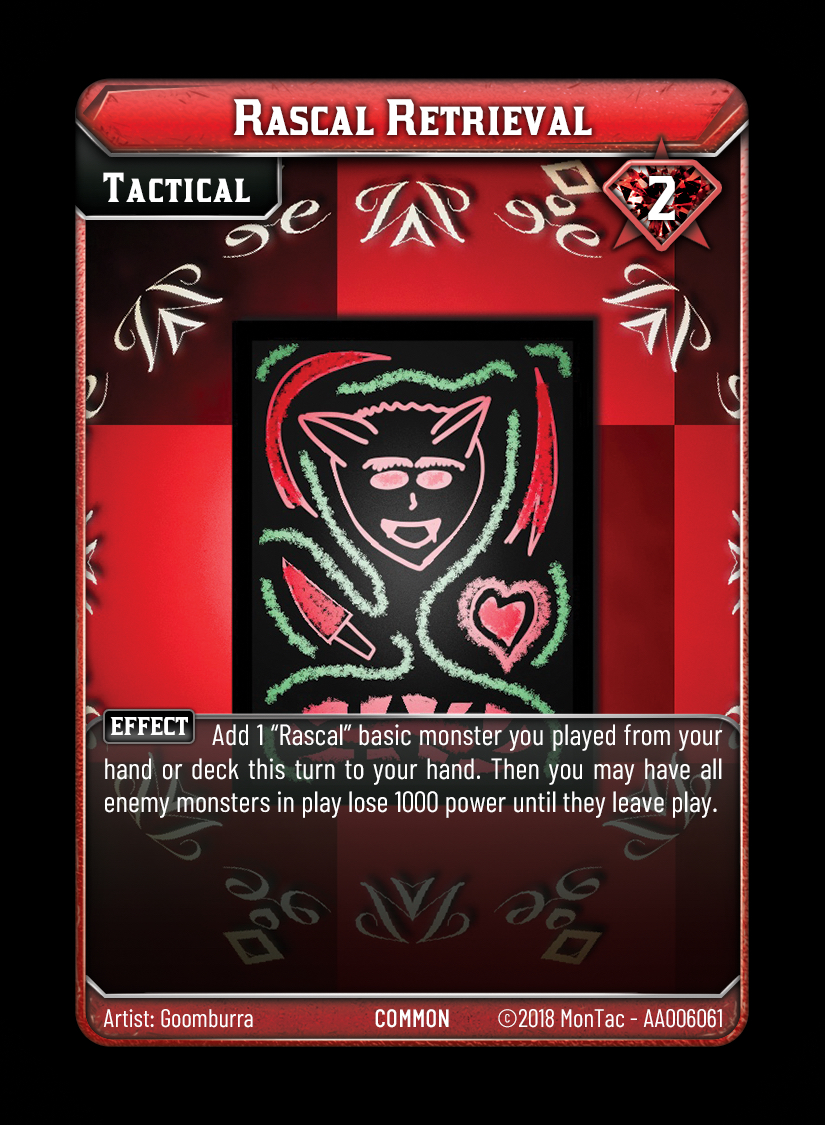 Rascal Retrieval
Tactical
2
EFFECT Add 1 “Rascal” basic monster you played from your
hand or deck this turn to your hand. Then you may have all
enemy monsters in play lose 1000 power until they leave play.
Artist: Goomburra COMMON ©2018 MonTac - AA006061